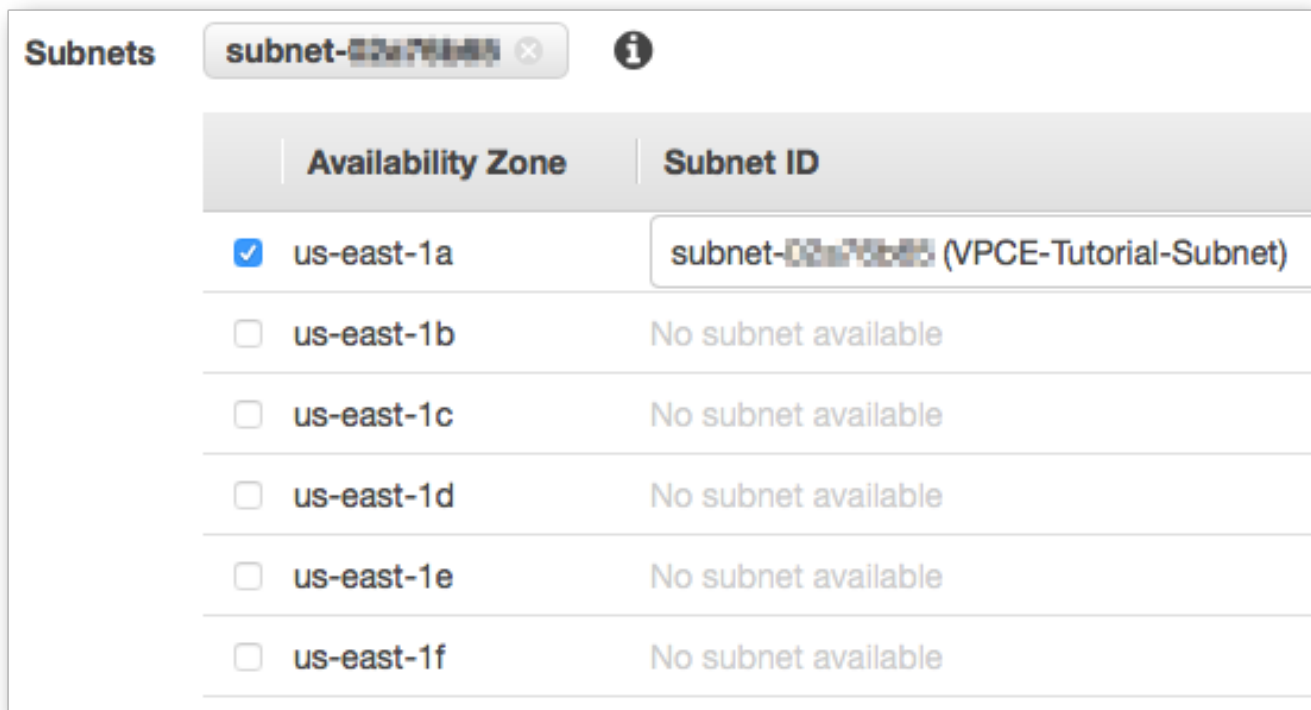 Subnets subnet-
Availability Zone Subnet ID
us-east-1a subnet- (VPCE-Tutorial-Subnet)
us-east-1b No subnet available
us-east-1c No subnet available
us-east-1d No subnet available
us-east-1e No subnet available
us-east-1f No subnet available